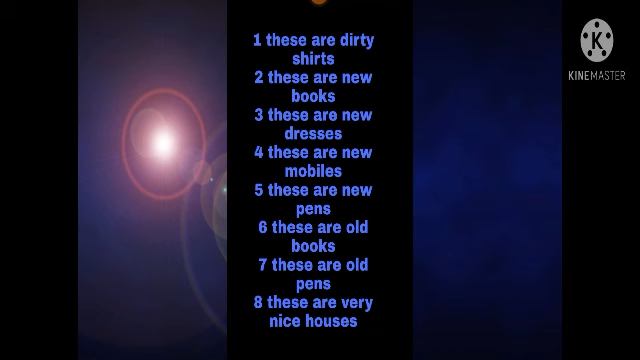 1 these are dirty
shirts
2 these are new
books
3 these are new
dresses
4 these are new
mobiles
5 these are new
pens
6 these are old
books
7 these are old
pens
8 these are very
nice houses
K
KINEMASTER